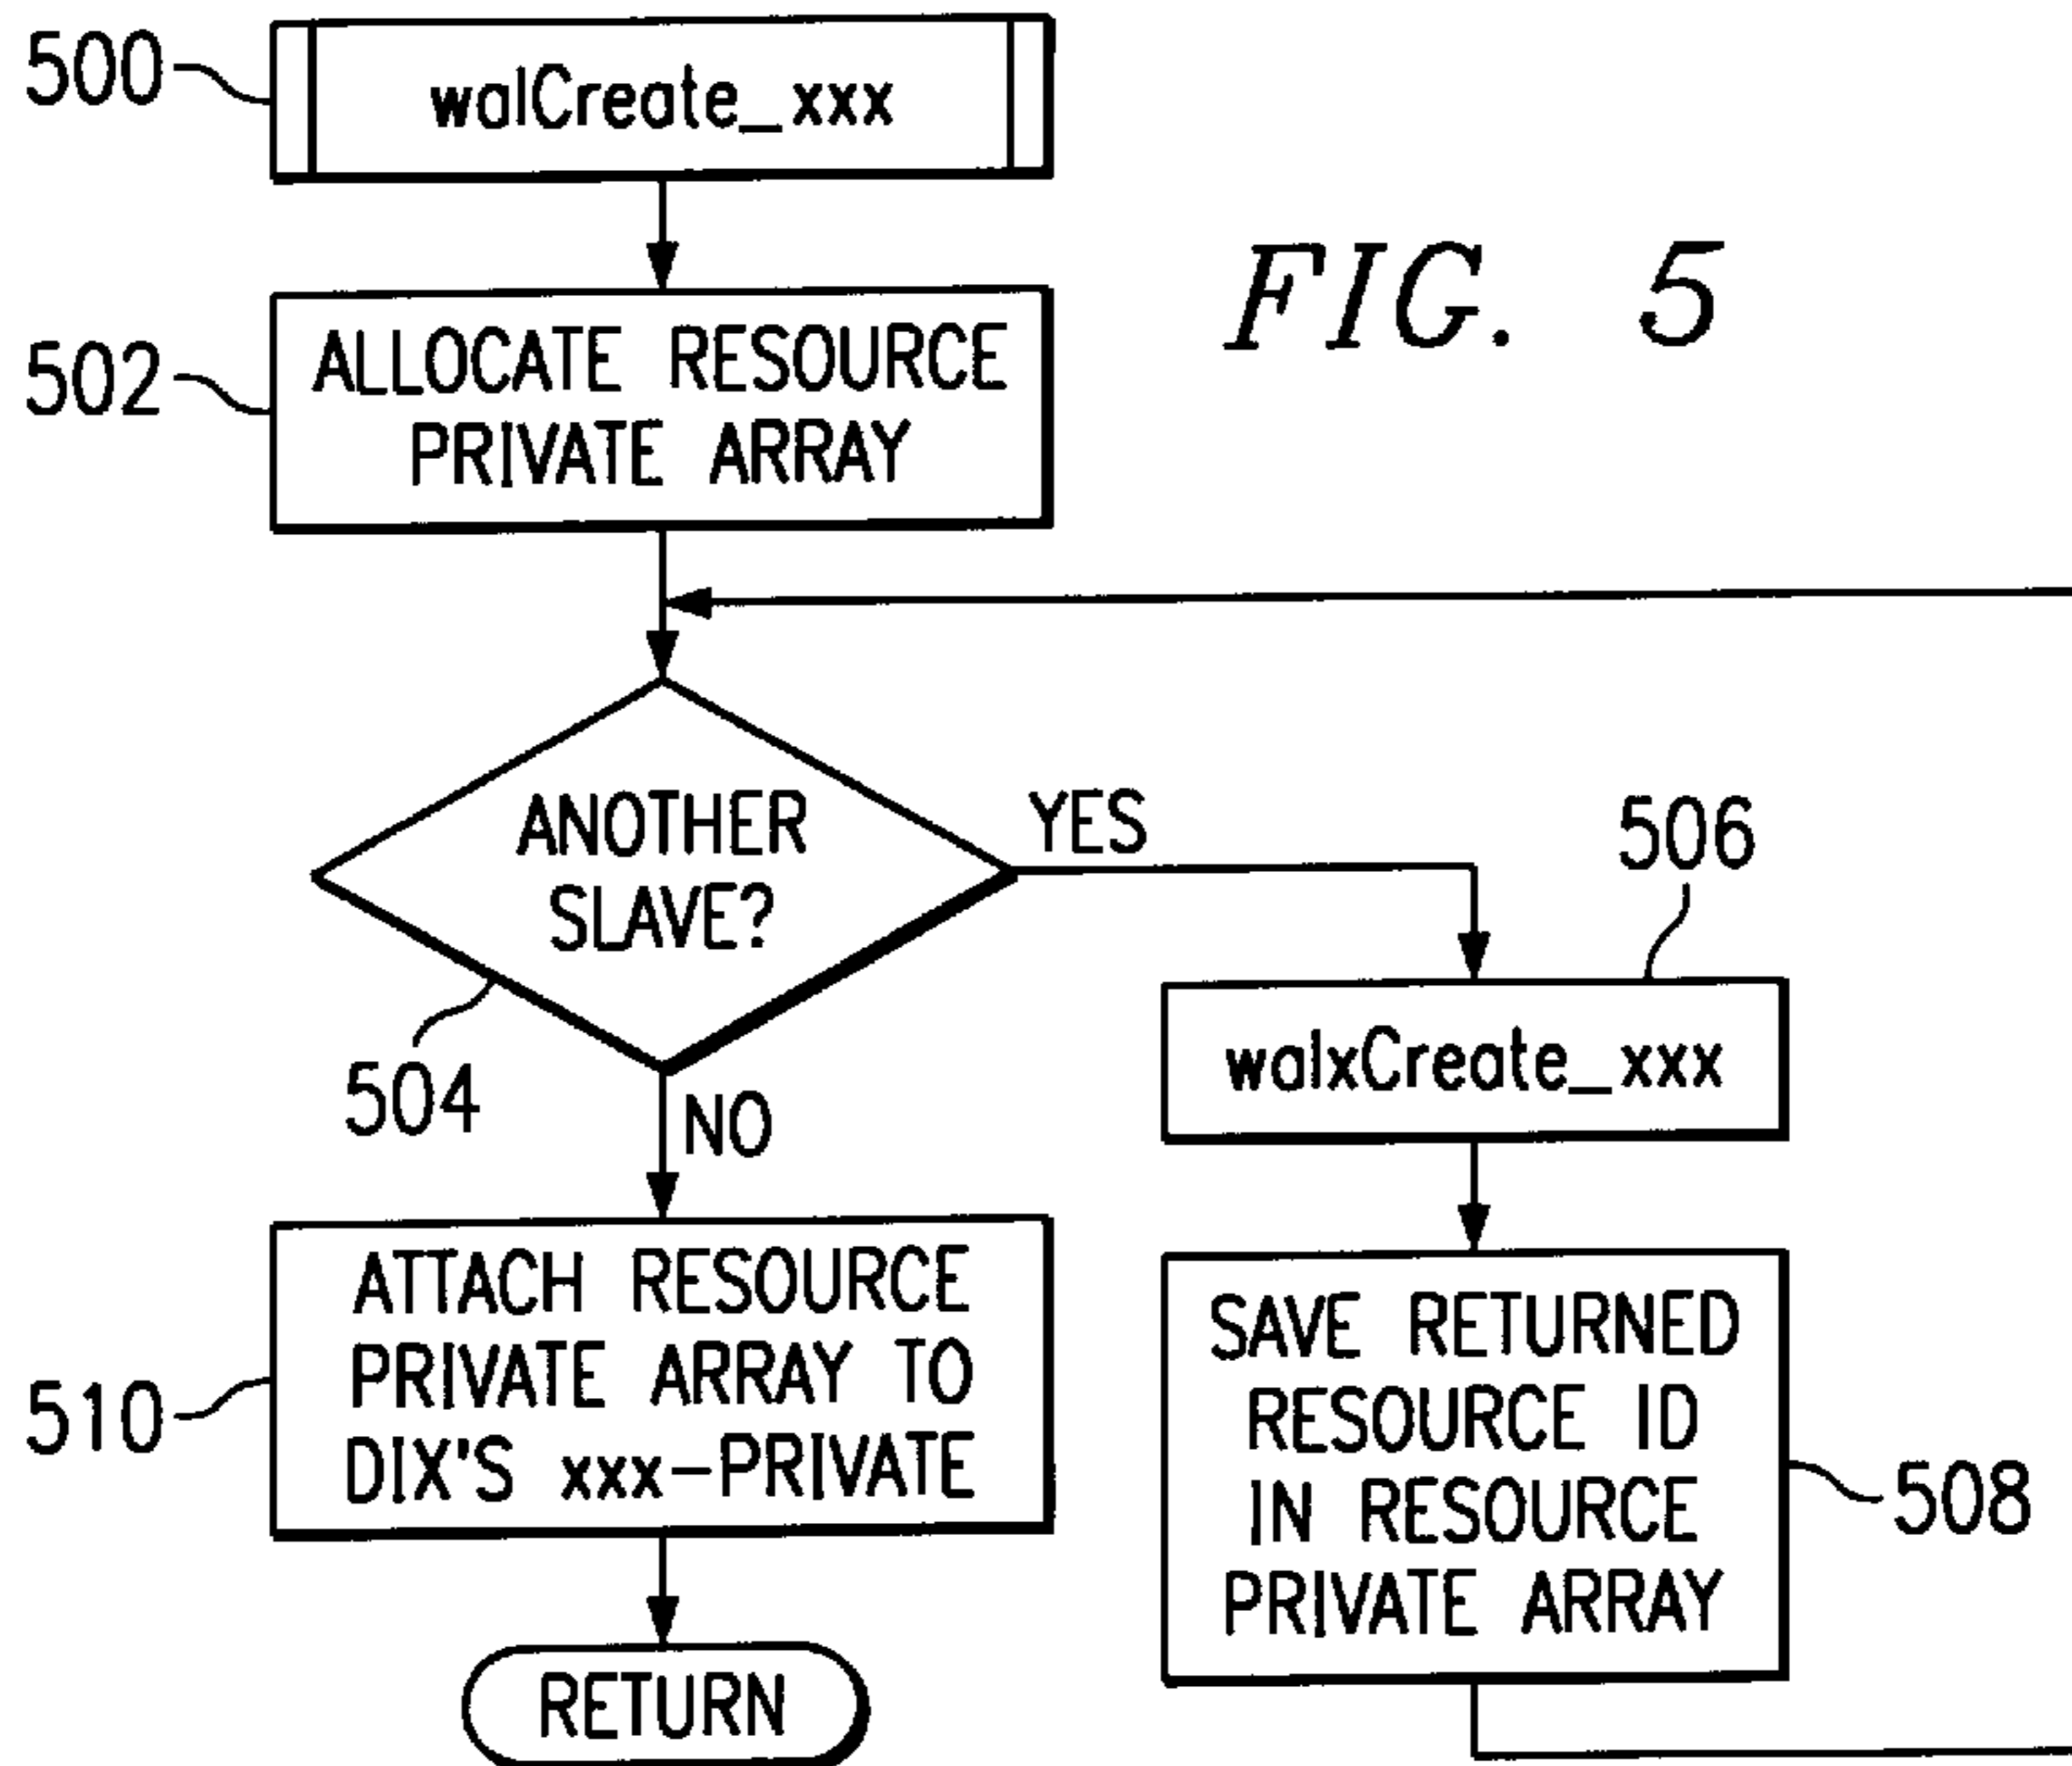 500
walCreate_xxx
FIG. 5
502
ALLOCATE RESOURCE
PRIVATE ARRAY
ANOTHER
SLAVE?
YES
504
NO
506
walxCreate_xxx
SAVE RETURNED
RESOURCE ID
IN RESOURCE
PRIVATE ARRAY
508
510
ATTACH RESOURCE
PRIVATE ARRAY TO
DIX'S xxx-PRIVATE
RETURN